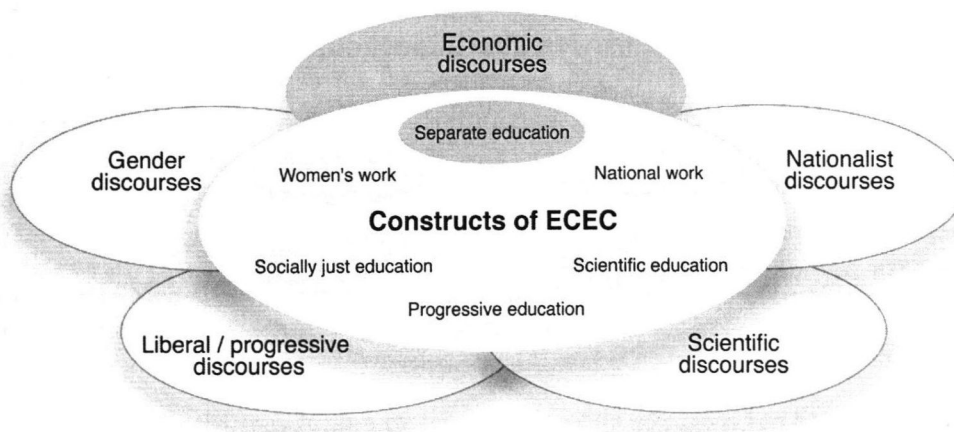 Economic
discourses
Separate education
Gender
discourses
Women's work
National work
Nationalist
discourses
Constructs of ECEC
Socially just education
Scientific education
Progressive education
Liberal / progressive
discourses
Scientific
discourses